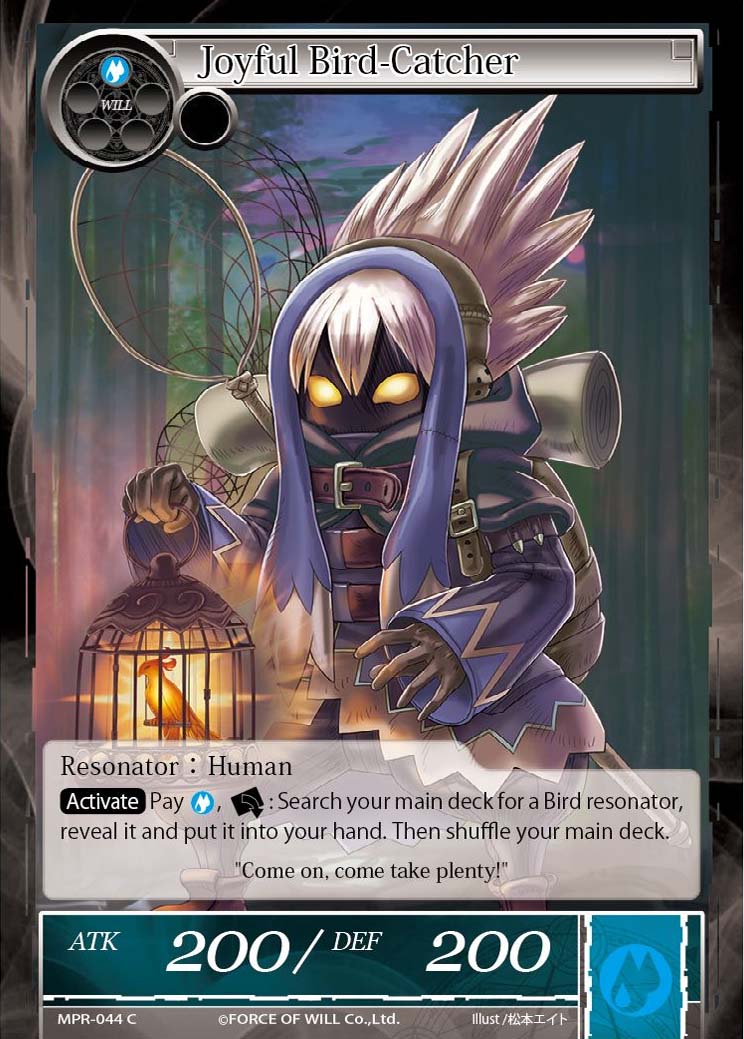 Joyful Bird-Catcher
WILL
Resonator : Human
Activate Pay , : Search your main deck for a Bird resonator,
reveal it and put it into your hand. Then shuffle your main deck.
"Come on, come take plenty!"
ATK 200 / DEF 200
MPR-044 C ©FORCE OF WILL Co.,Ltd. Illust /松本エイト